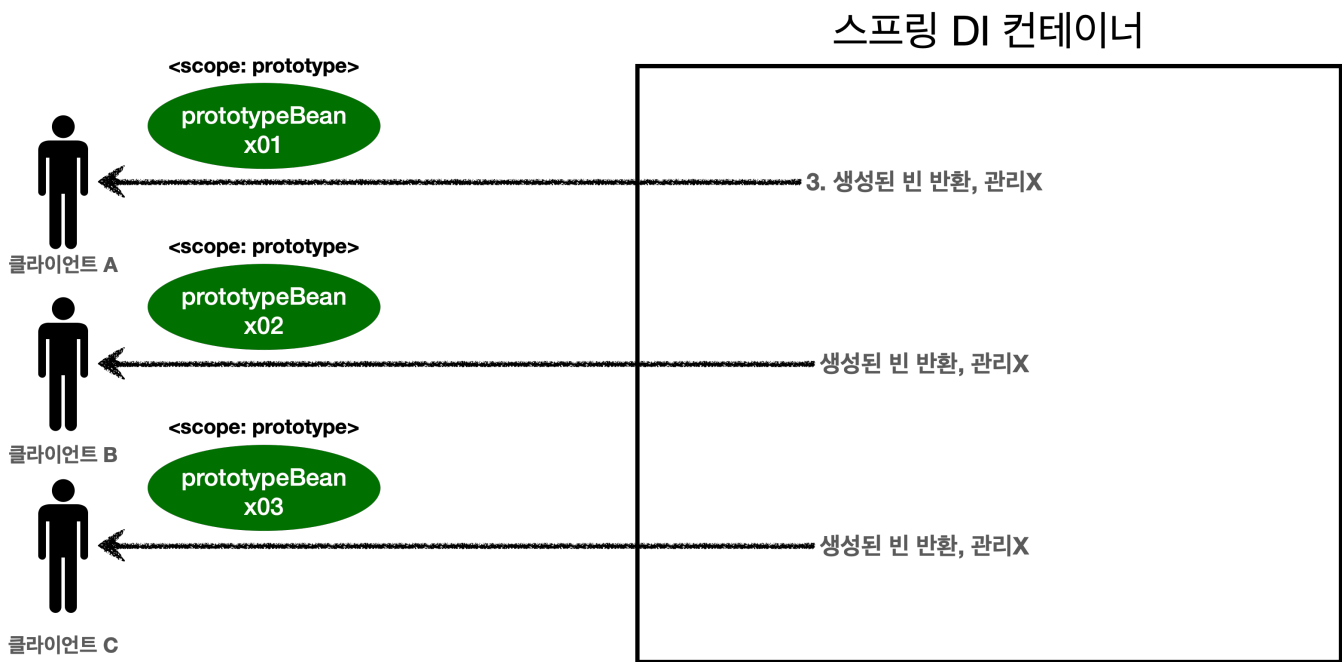 스프링 DI 컨테이너
<scope: prototype>
prototypeBean
x01
3. 생성된 빈 반환, 관리X
클라이언트 A
<scope: prototype>
prototypeBean
x02
생성된 빈 반환, 관리X
클라이언트 B
<scope: prototype>
prototypeBean
x03
생성된 빈 반환, 관리X
클라이언트 C